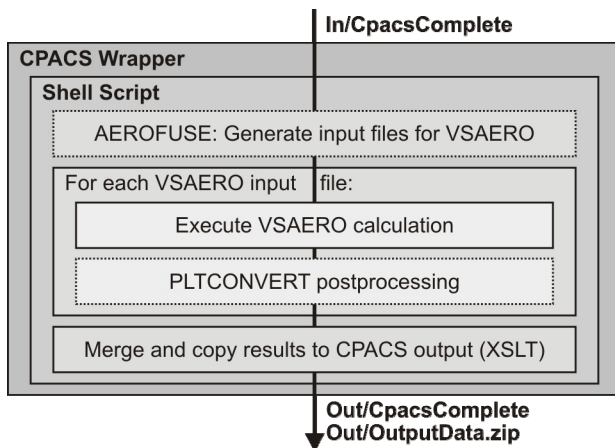 In/CpacsComplete
CPACS Wrapper
Shell Script
AEROFUSE: Generate input files for VSAERO
For each VSAERO input file:
Execute VSAERO calculation
PLTCONVERT postprocessing
Merge and copy results to CPACS output (XSLT)
Out/CpacsComplete
Out/OutputData.zip